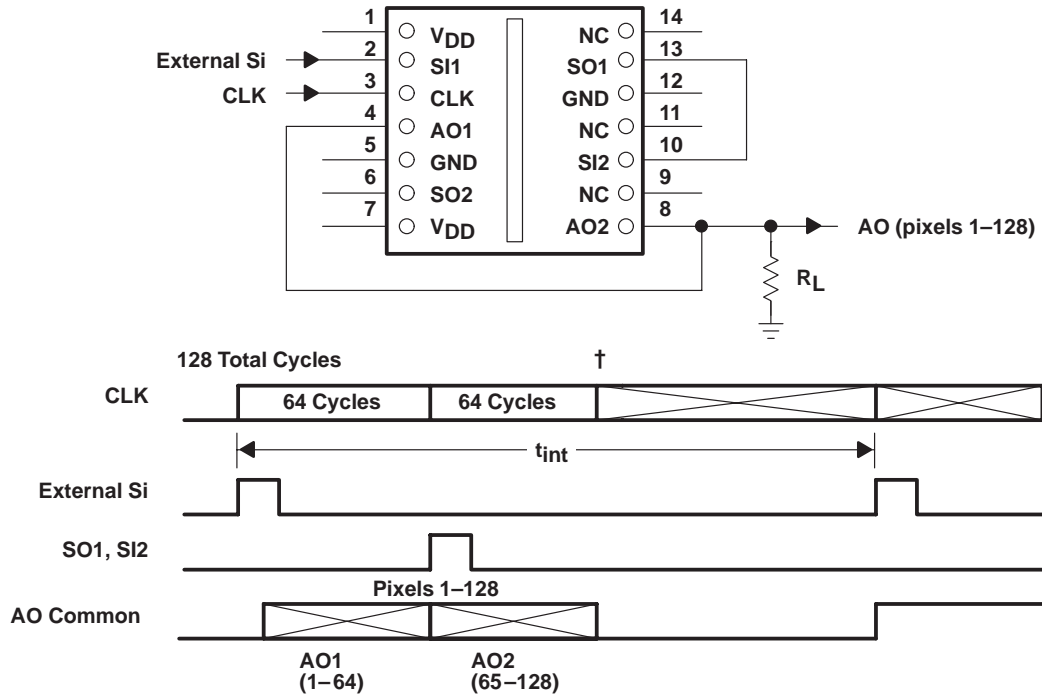 1
2
3
4
5
6
7
VDD
SI1
CLK
AO1
GND
SO2
VDD
NC
SO1
GND
NC
SI2
NC
AO2
14
13
12
11
10
9
8
External Si
CLK
AO (pixels 1–128)
RL
128 Total Cycles
†
CLK
64 Cycles
64 Cycles
tint
External Si
SO1, SI2
Pixels 1–128
AO Common
AO1
(1–64)
AO2
(65–128)